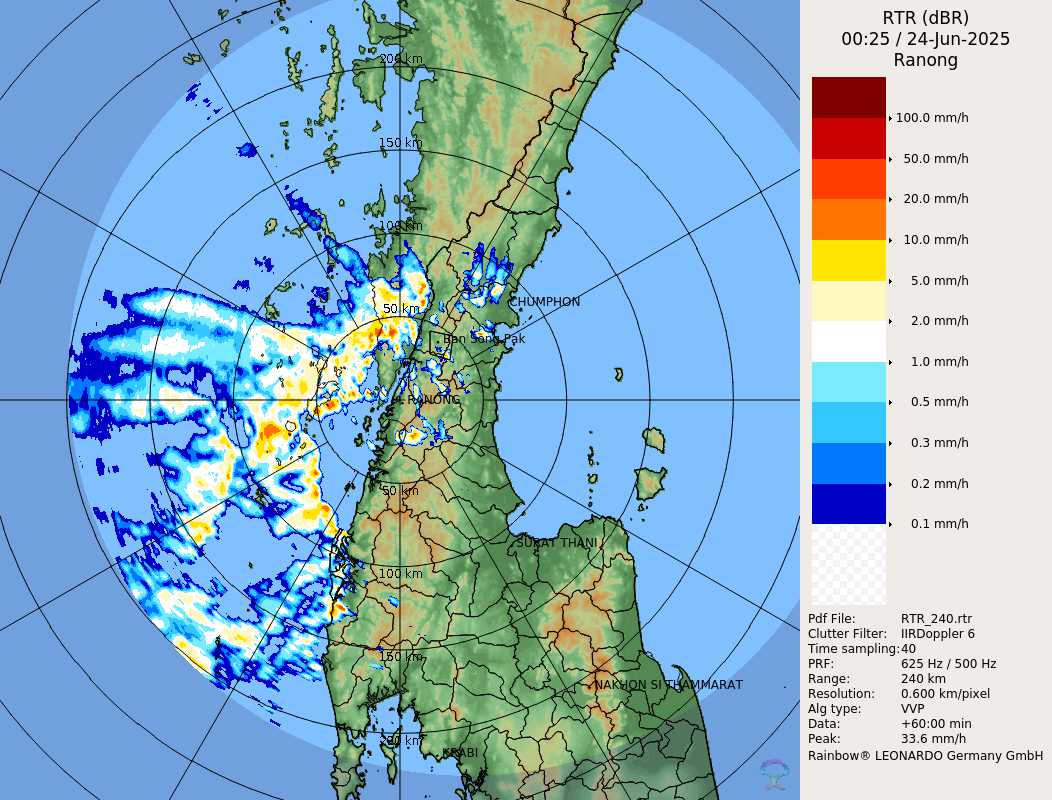 RTR (dBR)
00:25 / 24-Jun-2025
Ranong
100.0 mm/h
50.0 mm/h
20.0 mm/h
10.0 mm/h
5.0 mm/h
2.0 mm/h
1.0 mm/h
0.5 mm/h
0.3 mm/h
0.2 mm/h
0.1 mm/h
Pdf File: RTR_240.rtr
Clutter Filter: IIRDoppler 6
Time sampling:40
PRF: 625 Hz / 500 Hz
Range: 240 km
Resolution: 0.600 km/pixel
Alg type: VVP
Data: +60:00 min
Peak: 33.6 mm/h
Rainbow® LEONARDO Germany GmbH
200 km
150 km
100 km
50 km
CHUMPHON
Ban Song Pak
RANONG
50 km
SURAT THANI
100 km
150 km
NAKHON SI THAMMARAT
200 km
KRABI